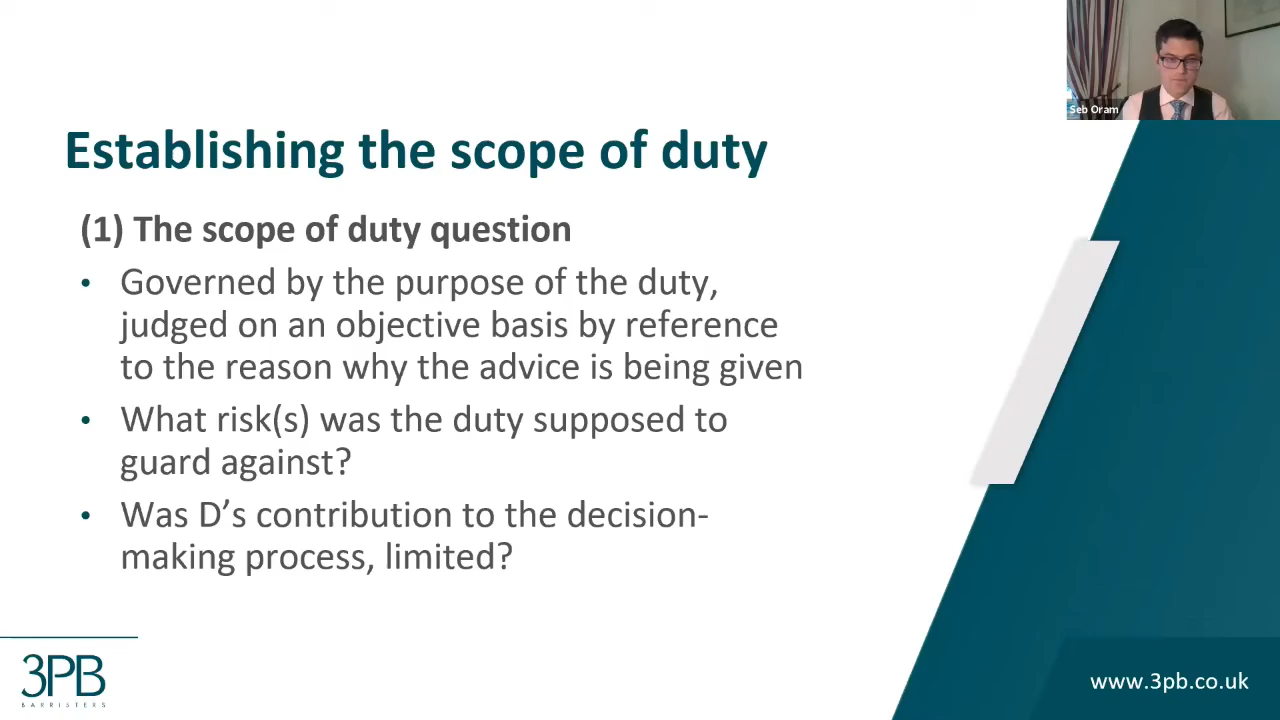 Seb Oram
Establishing the scope of duty
(1) The scope of duty question
• Governed by the purpose of the duty,
judged on an objective basis by reference
to the reason why the advice is being given
• What risk(s) was the duty supposed to
guard against?
• Was D’s contribution to the decision-
making process, limited?
3PB
BARRISTERS
www.3pb.co.uk